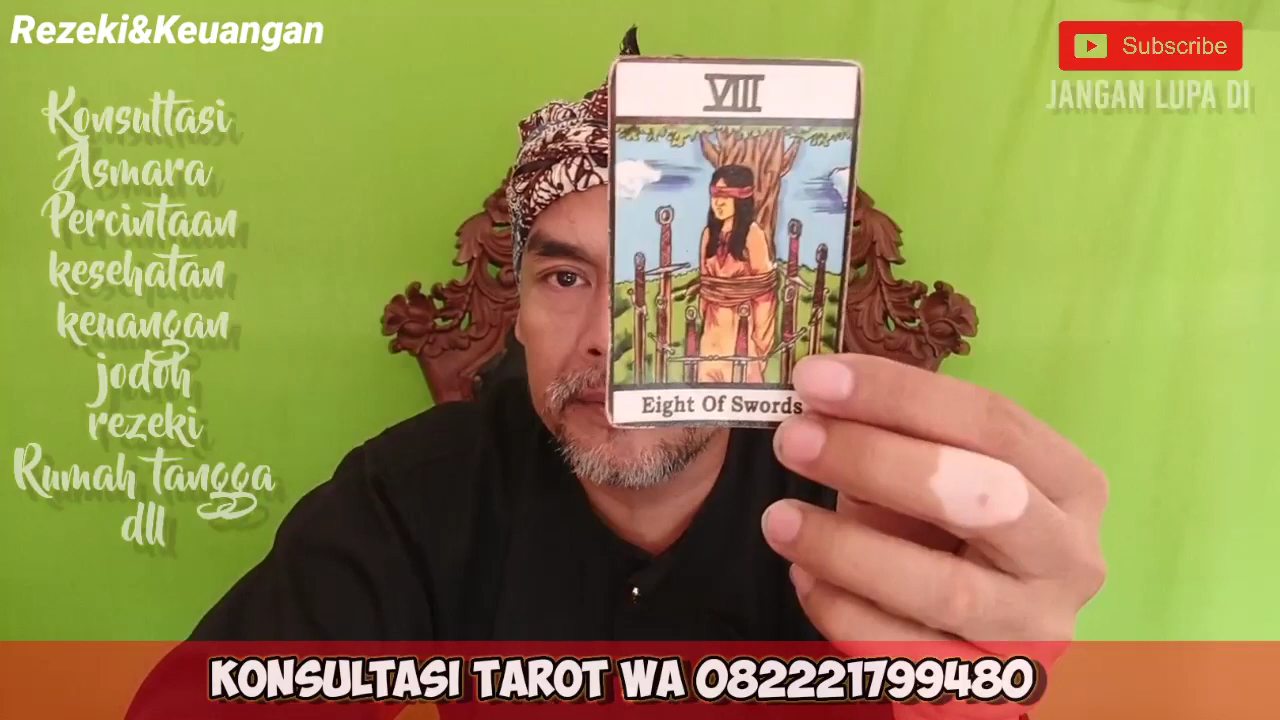 Rezeki&Keuangan
Subscribe
JANGAN LUPA DI
Konsultasi
Asmara
Percintaan
kesehatan
keuangan
jodoh
rezeki
Rumah tangga
dll
VIII
Eight Of Swords
KONSULTASI TAROT WA 082221799480